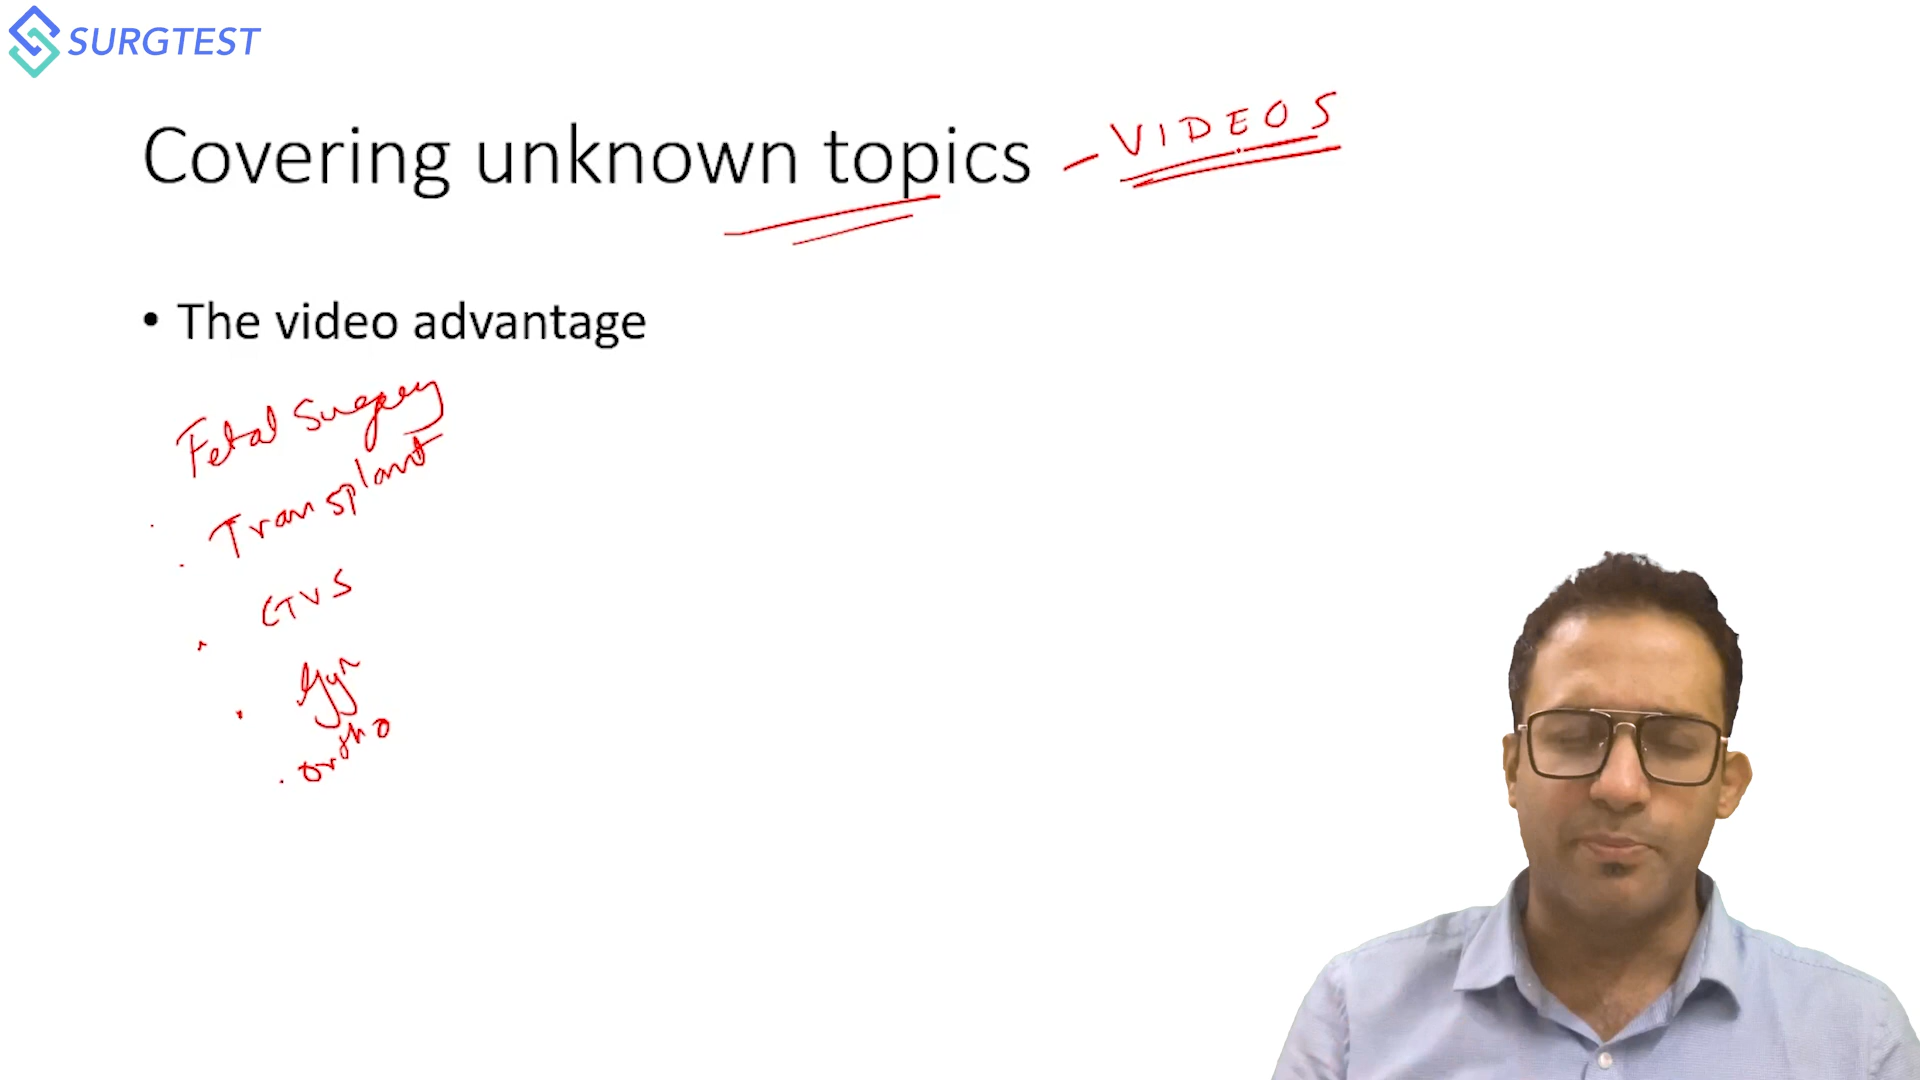 SURGTEST
Covering unknown topics - VIDEOS
• The video advantage
Fetal Surgery
Transplant
CTVS
Gyn
Ortho